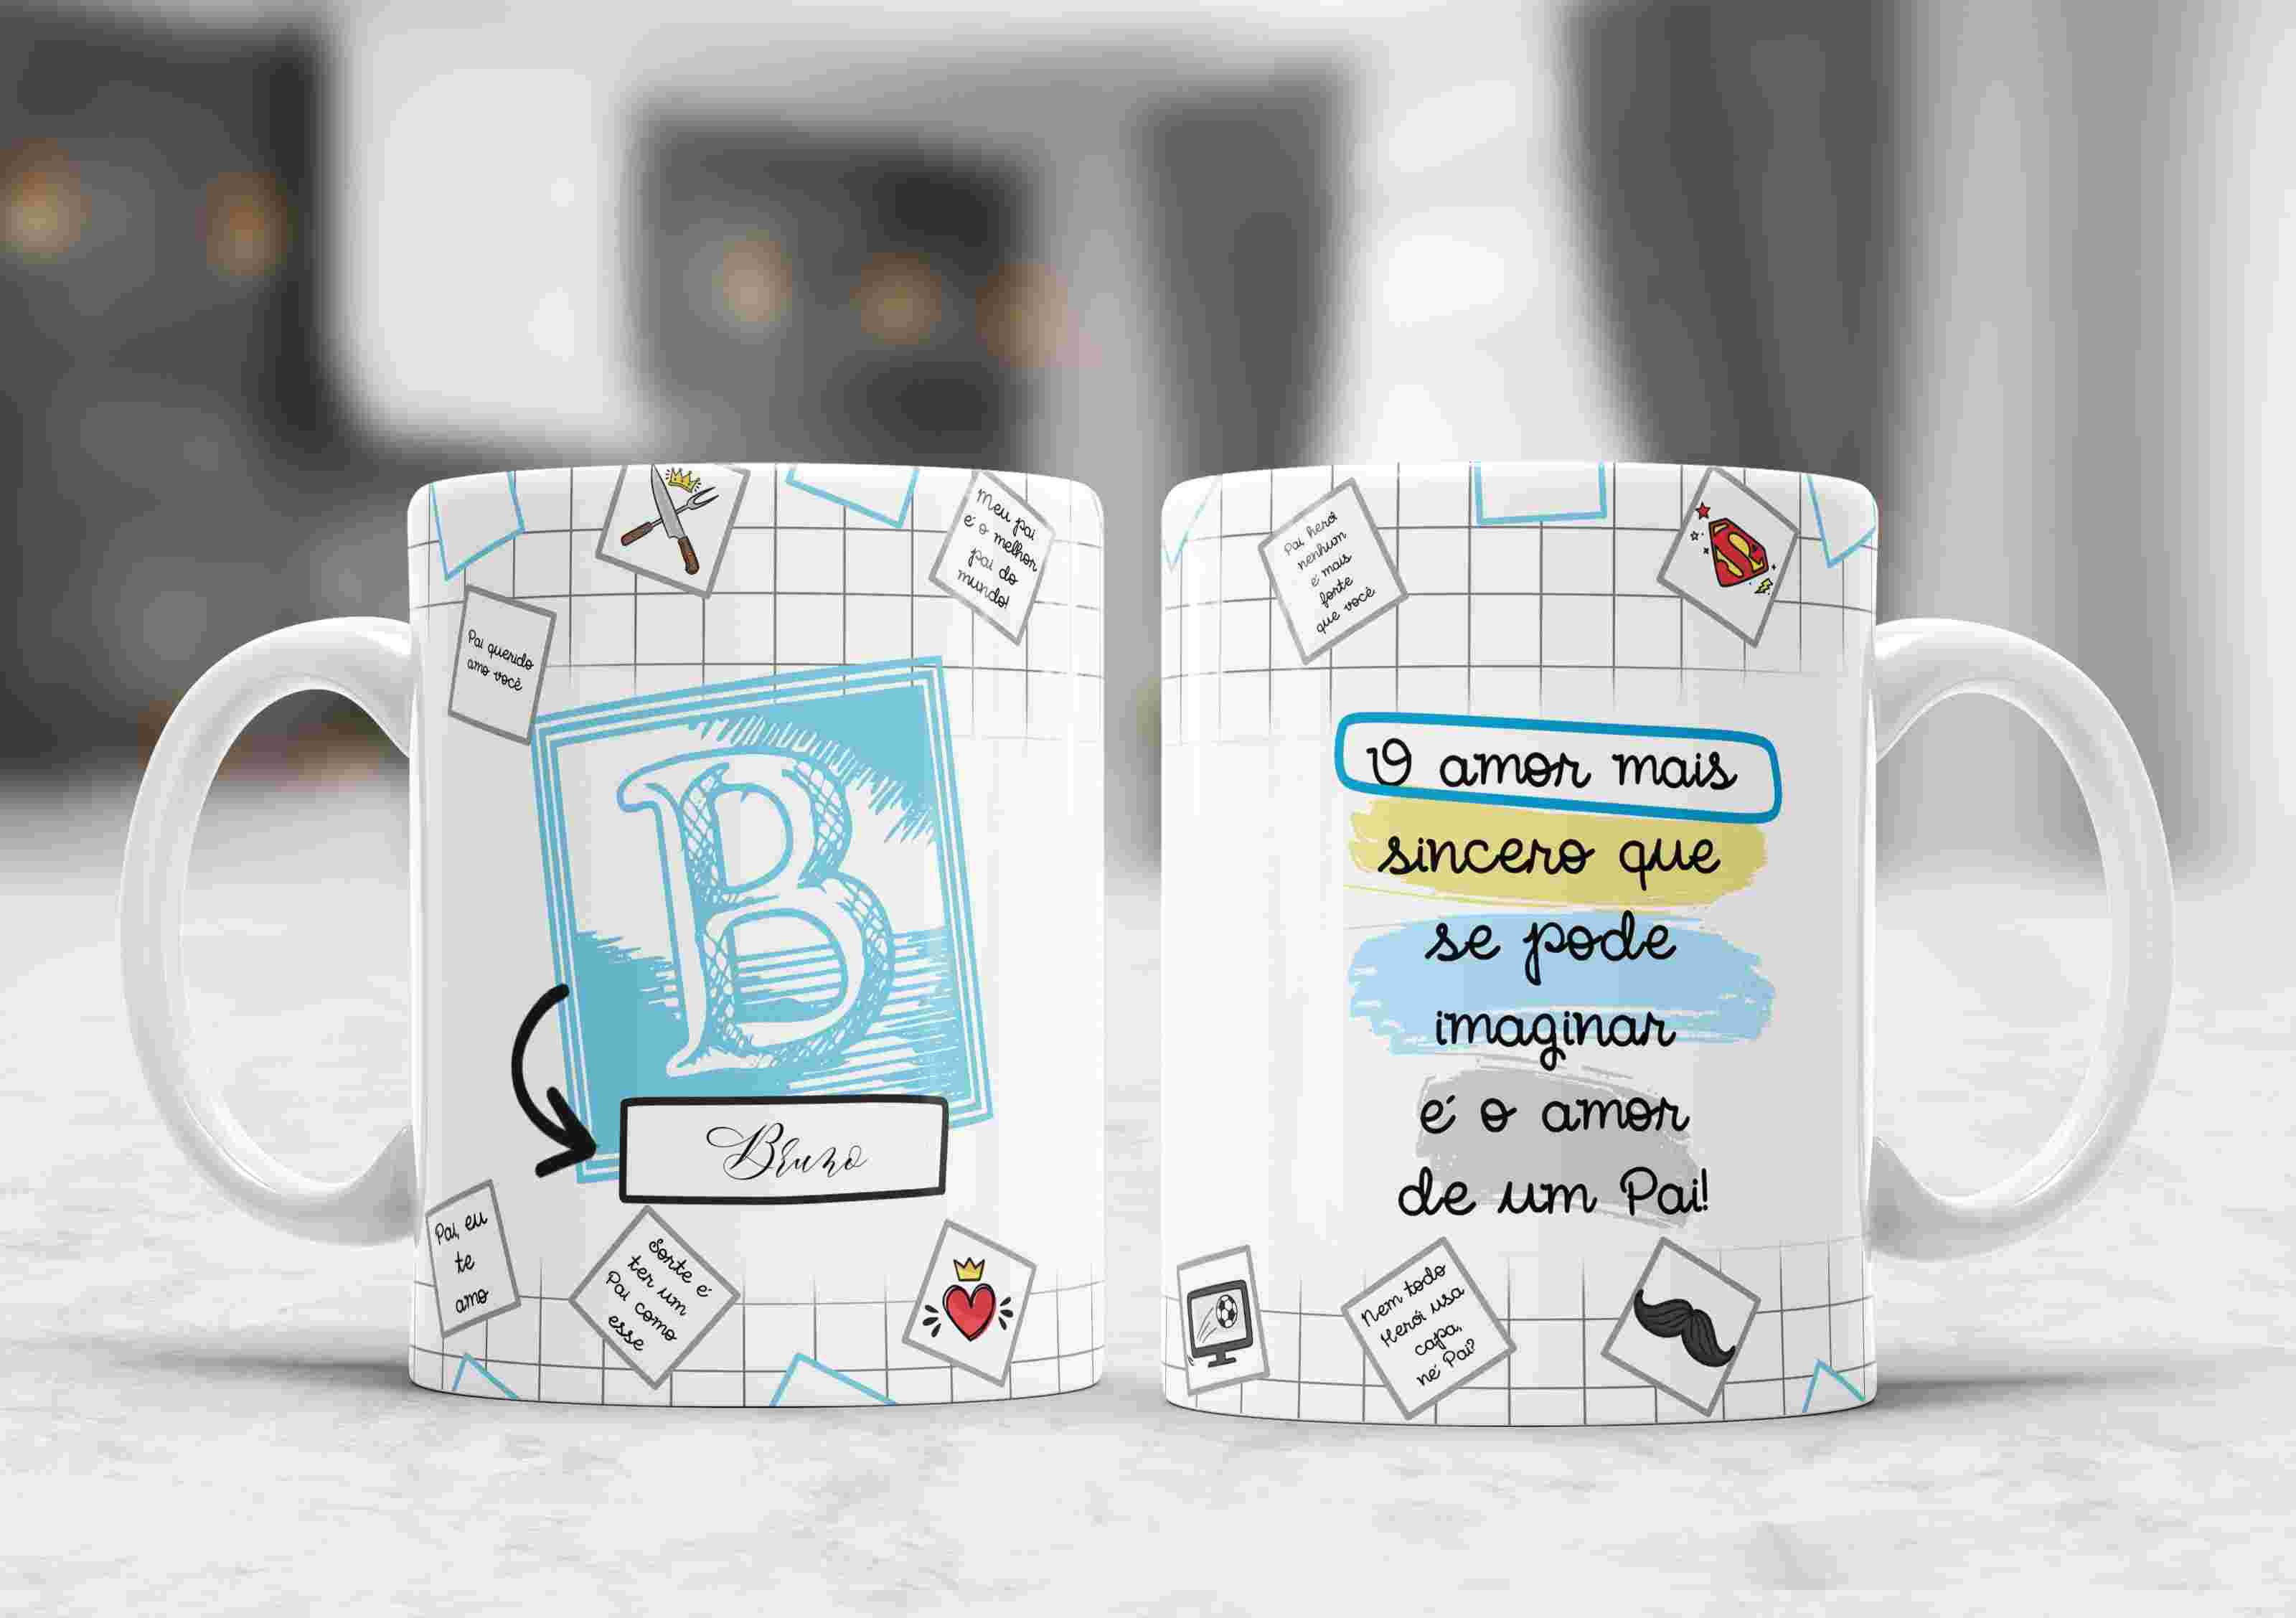 Meu pai
é o melhor
pai do
mundo!
Pai querido
amo você
B
Bruno
Pai, eu
te
amo
Sorte é
ter um
Pai como
esse
Pai herói
nenhum
é mais
forte
que você
S
O amor mais
sincero que
se pode
imaginar
é o amor
de um Pai!
Nem todo
Herói usa
capa,
né Pai?